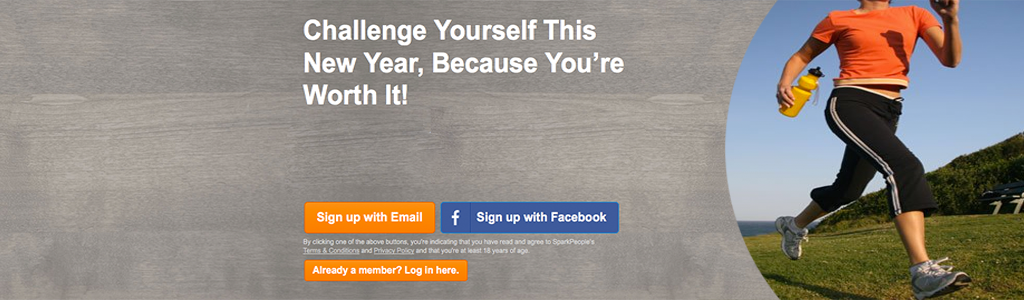 Challenge Yourself This
New Year, Because You’re
Worth It!
Sign up with Email
f Sign up with Facebook
By clicking one of the above buttons, you're indicating that you have read and agree to SparkPeople's
Terms & Conditions and Privacy Policy and that you're at least 18 years of age.
Already a member? Log in here.